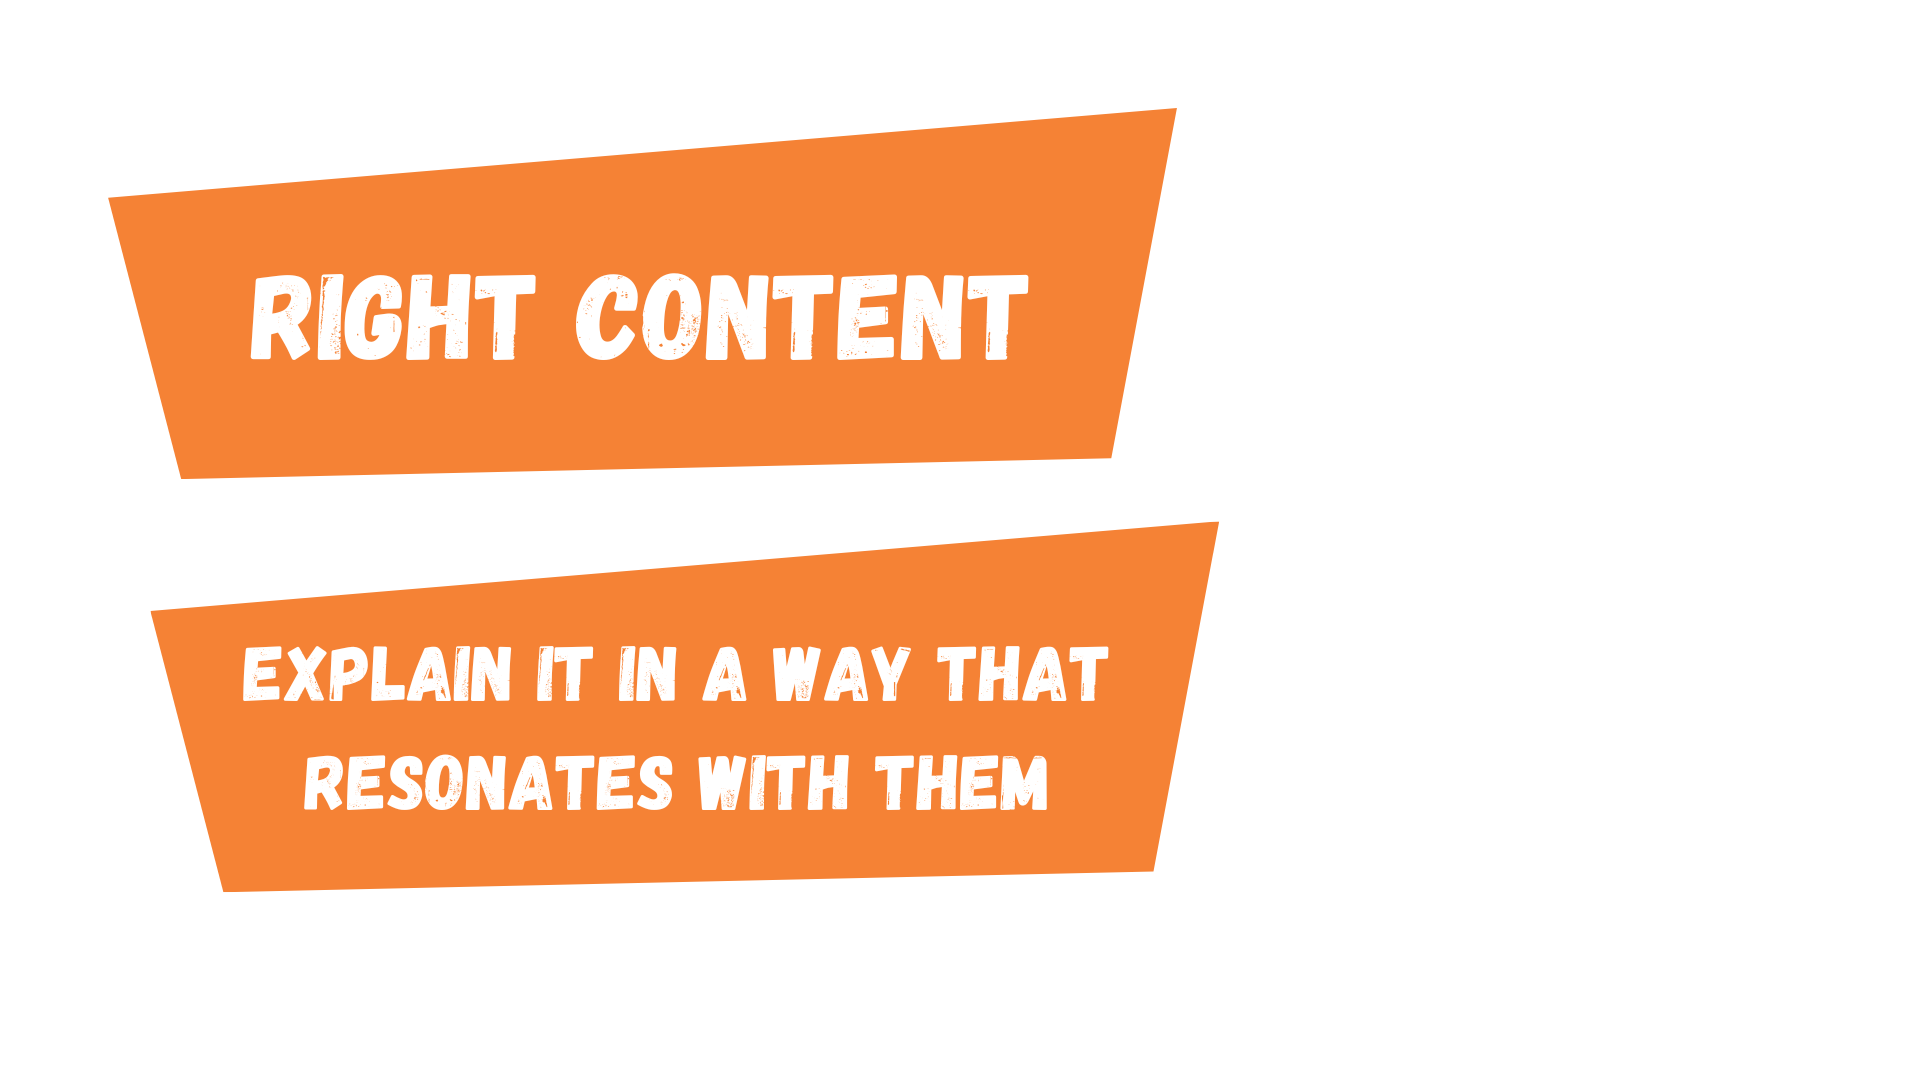 RIGHT CONTENT
EXPLAIN IT IN A WAY THAT
RESONATES WITH THEM